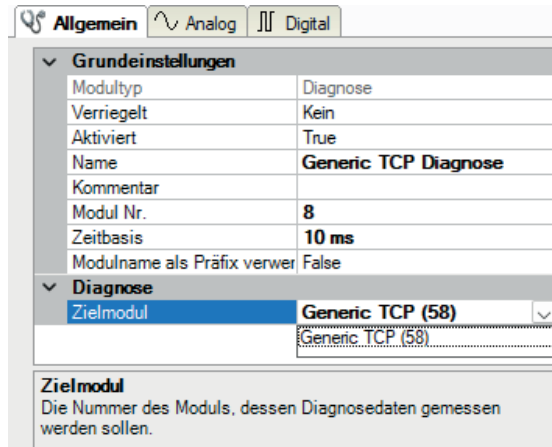 Allgemein Analog Digital
Grundeinstellungen
Modultyp Diagnose
Verriegelt Kein
Aktiviert True
Name Generic TCP Diagnose
Kommentar
Modul Nr. 8
Zeitbasis 10 ms
Modulname als Präfix verwer False
Diagnose
Zielmodul Generic TCP (58)
Generic TCP (58)
Zielmodul
Die Nummer des Moduls, dessen Diagnosedaten gemessen
werden sollen.